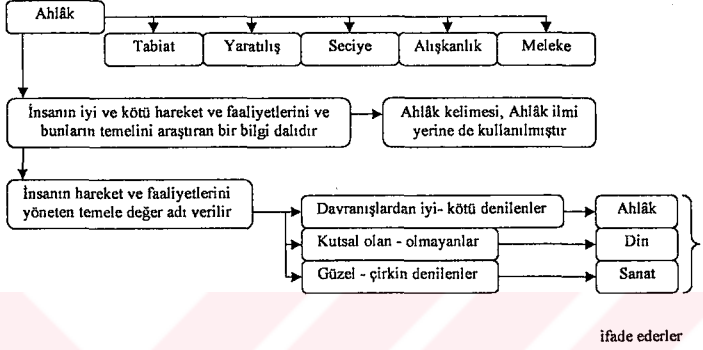 Ahlâk
Tabiat
Yaratılış
Seciye
Alışkanlık
Meleke
İnsanın iyi ve kötü hareket ve faaliyetlerini ve
bunların temelini araştıran bir bilgi dalıdır
Ahlâk kelimesi, Ahlâk ilmi
yerine de kullanılmıştır
İnsanın hareket ve faaliyetlerini
yöneten temele değer adı verilir
Davranışlardan iyi- kötü denilenler
Ahlâk
Kutsal olan - olmayanlar
Din
Güzel - çirkin denilenler
Sanat
ifade ederler